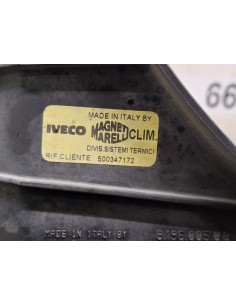 MADE IN ITALY BY
IVECO MAGNETI MARELLI CLIM.
DIVIS.SISTEMI TERMICI
RIF.CLIENTE 500347172
MADE IN ITALY BY
66